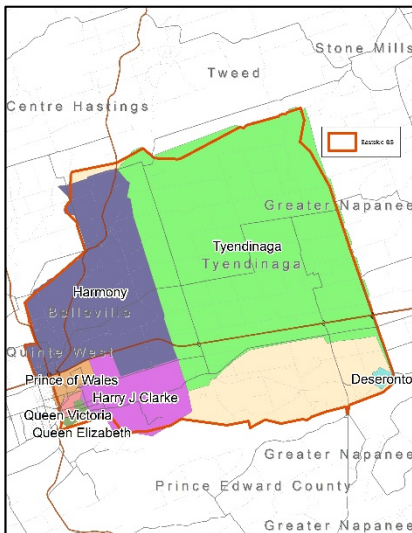 Stone Mills
Tweed
Centre Hastings
Greater Napanee
Tyendinaga
Tyendinaga
Harmony
Belleville
Quinte West
Prince of Wales
Deseronto
Harry J Clarke
Queen Victoria
Queen Elizabeth
Greater Napanee
Prince Edward County
Greater Napanee